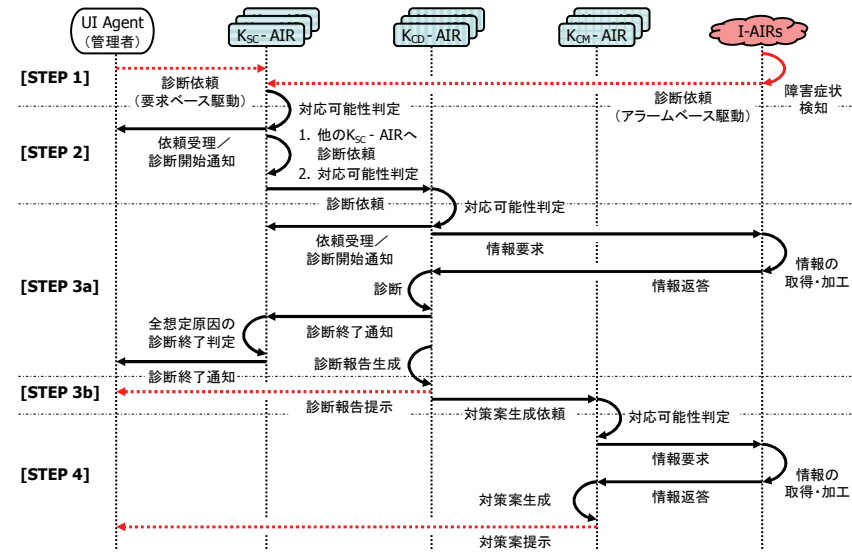 UI Agent
（管理者）
KSC- AIR
KCD- AIR
KCM- AIR
I-AIRs
[STEP 1]
診断依頼
（要求ベース駆動）
診断依頼
（アラームベース駆動）
障害症状
検知
対応可能性判定
[STEP 2]
依頼受理／
診断開始通知
1. 他のKSC - AIRへ
診断依頼
2. 対応可能性判定
診断依頼
対応可能性判定
依頼受理／
診断開始通知
情報要求
[STEP 3a]
診断
情報返答
情報の
取得・加工
全想定原因の
診断終了判定
診断終了通知
診断報告生成
診断終了通知
[STEP 3b]
診断報告提示
対策案生成依頼
対応可能性判定
情報要求
[STEP 4]
対策案生成
情報返答
情報の
取得・加工
対策案提示